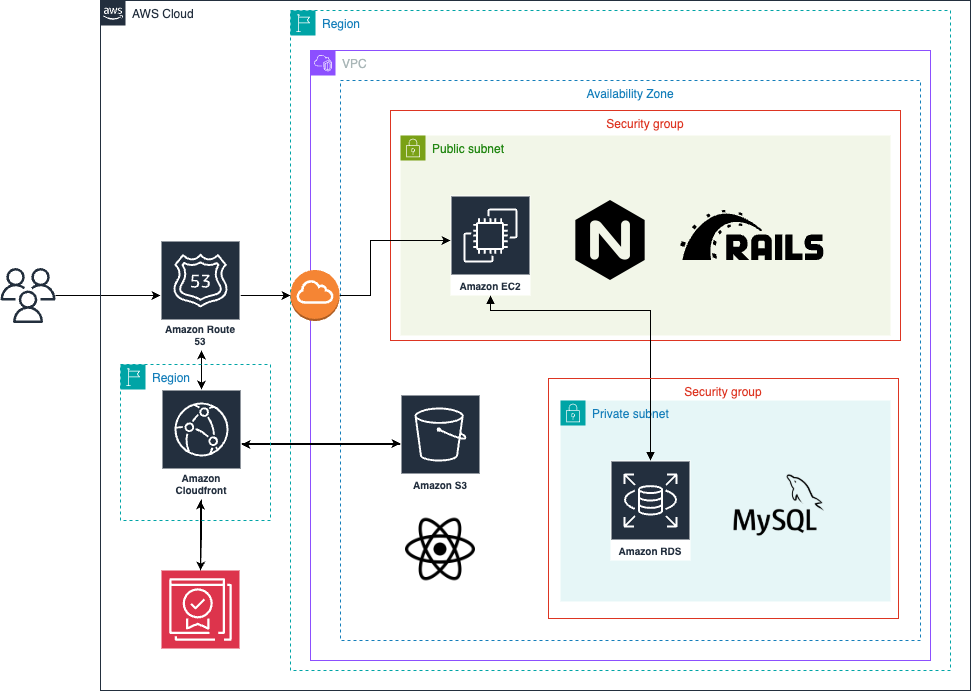 aws
AWS Cloud
Region
VPC
Availability Zone
Security group
Public subnet
Amazon EC2
N
RAILS
53
Amazon Route
53
Region
Amazon
Cloudfront
Amazon S3
Security group
Private subnet
Amazon RDS
MySQL